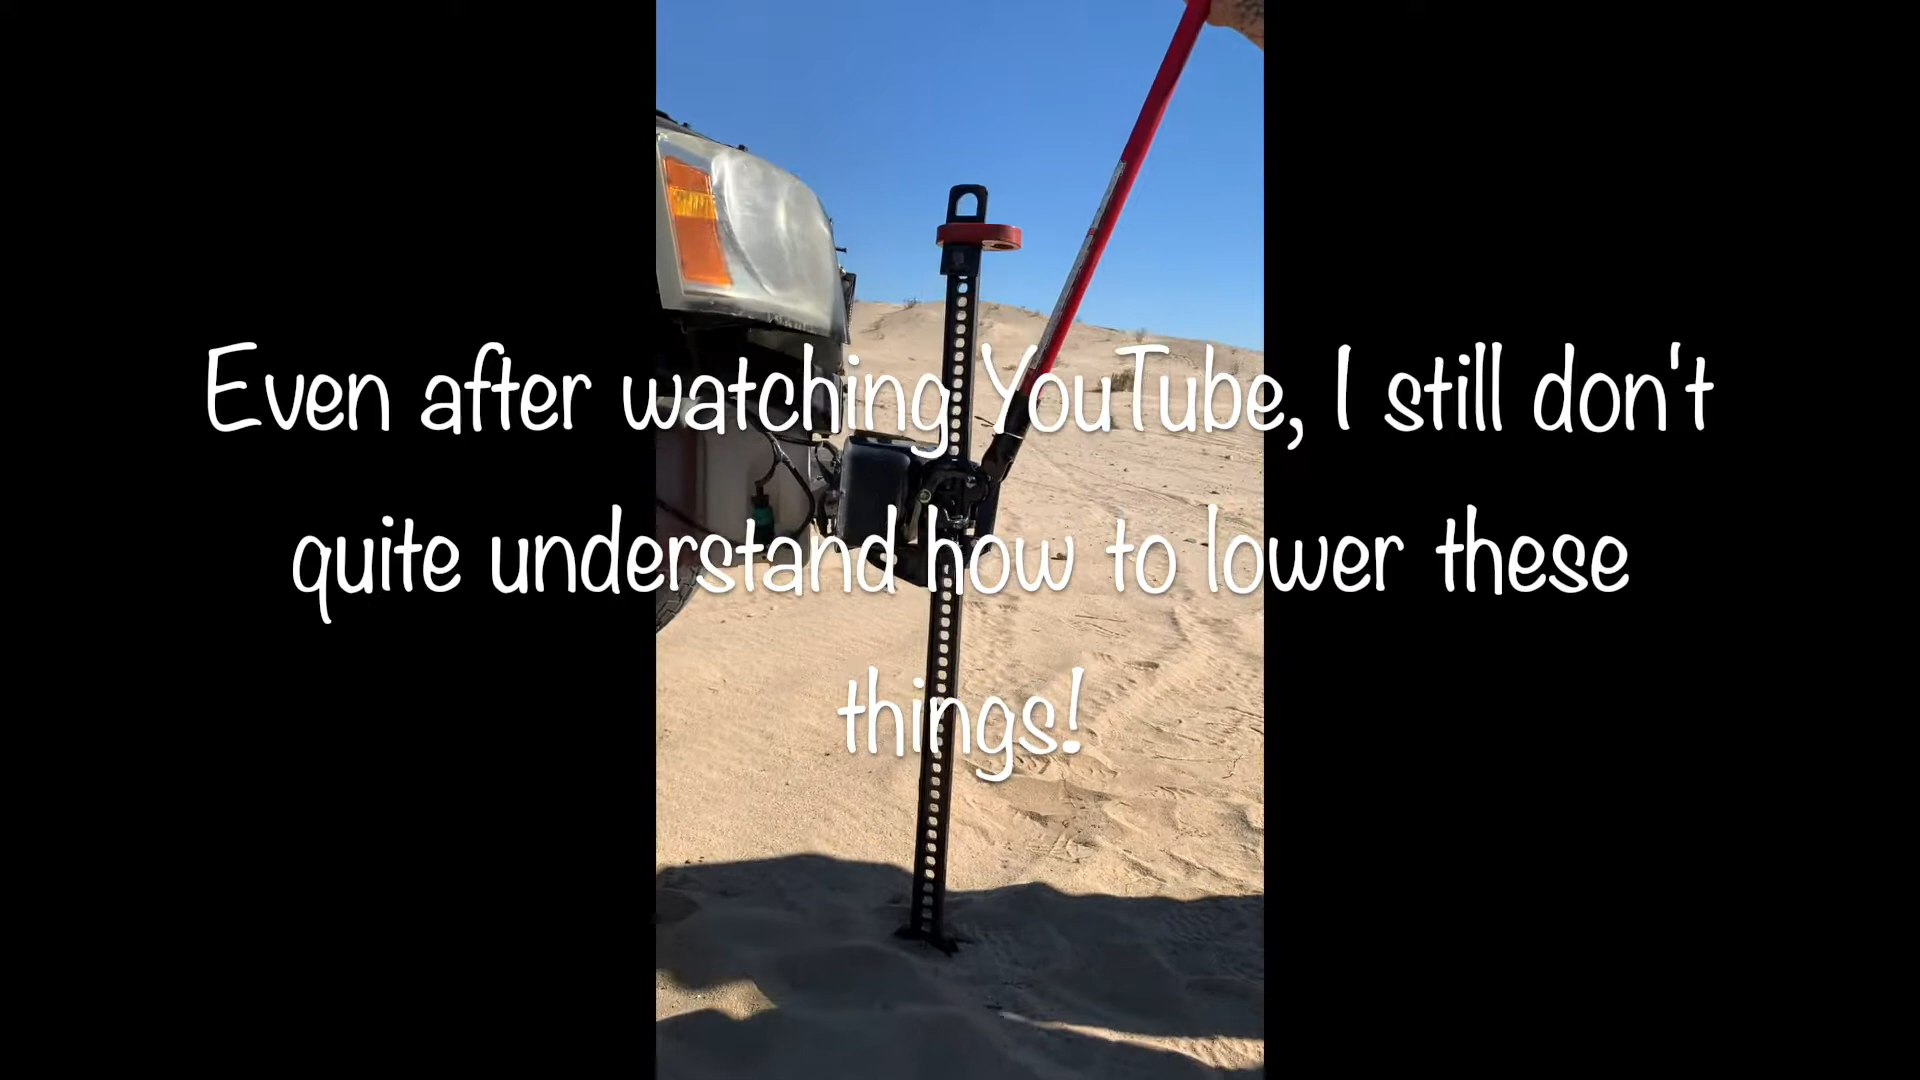 Even after watching YouTube, I still don't
quite understand how to lower these
things!